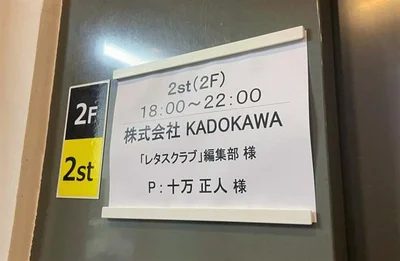 2F
2st
2st(2F)
18:00～22:00
株式会社 KADOKAWA
「レタスクラブ」編集部 様
P：十万 正人 様